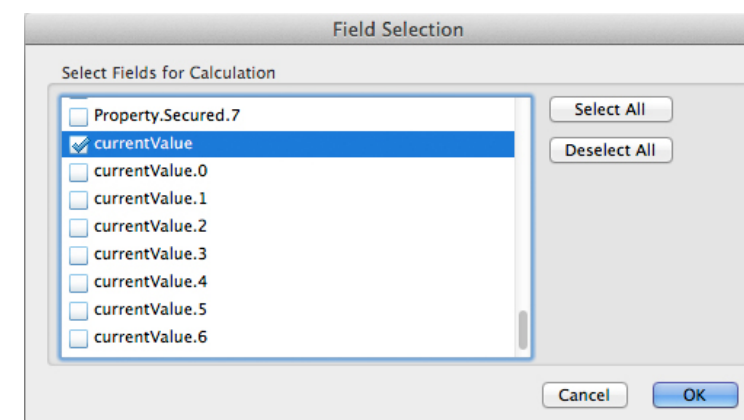 Field Selection
Select Fields for Calculation
Property.Secured.7
currentValue
currentValue.0
currentValue.1
currentValue.2
currentValue.3
currentValue.4
currentValue.5
currentValue.6
Select All
Deselect All
Cancel
OK